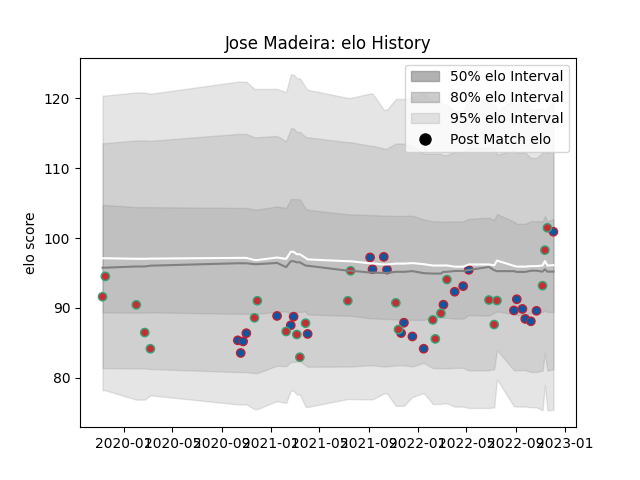 Jose Madeira: elo History
50% elo Interval
80% elo Interval
95% elo Interval
Post Match elo
elo score
120
110
100
90
80
2020-01 2020-05 2020-09 2021-01 2021-05 2021-09 2022-01 2022-05 2022-09 2023-01